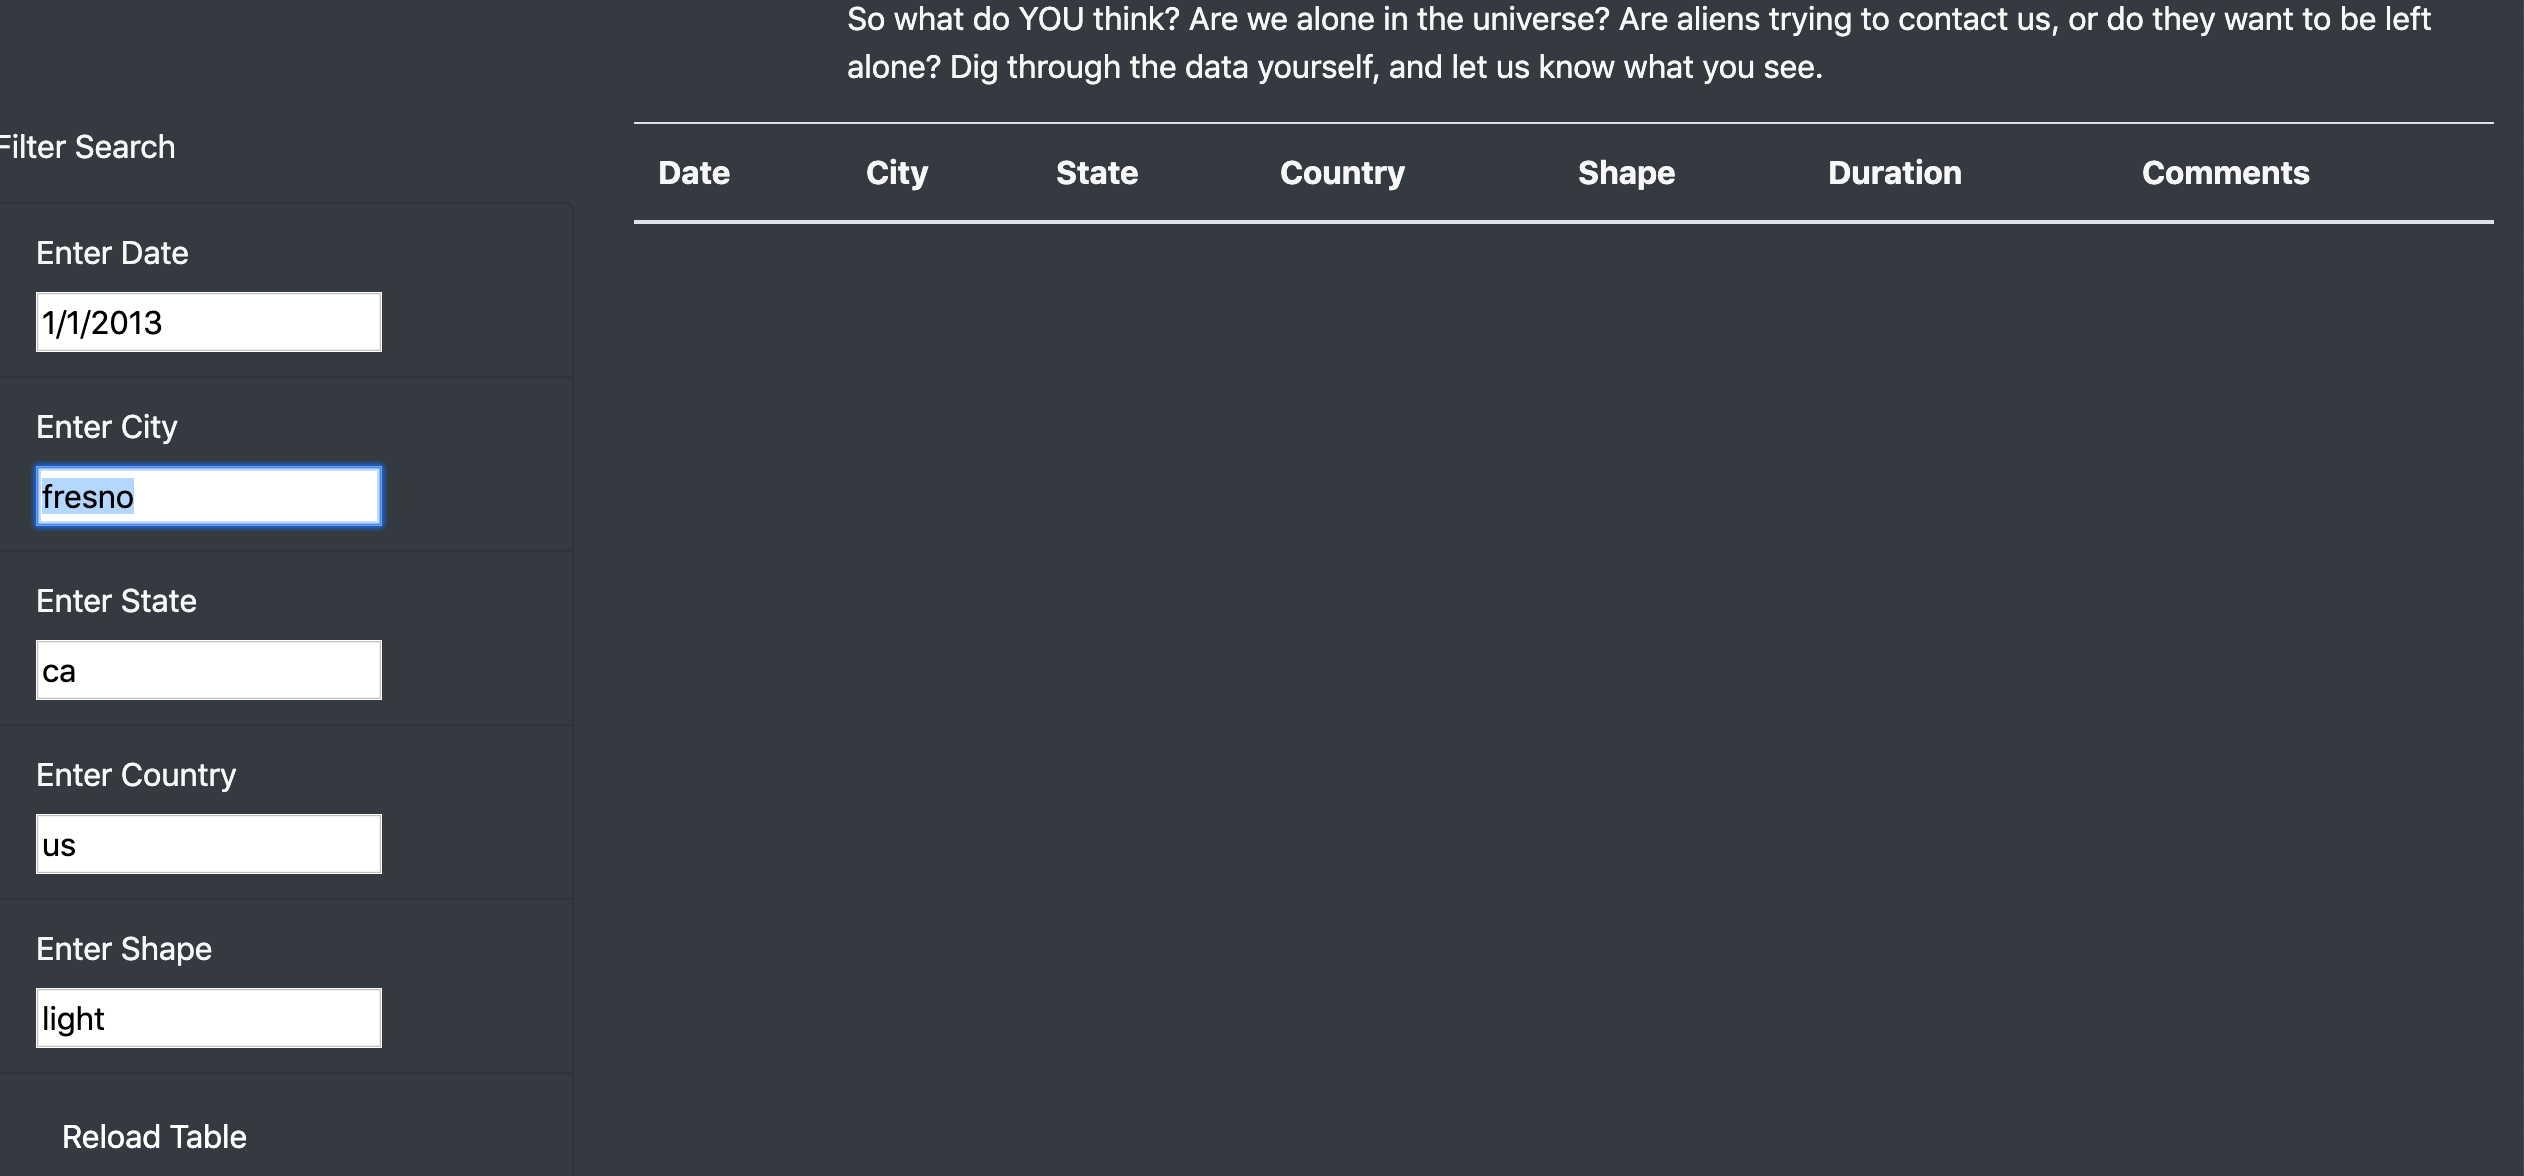 So what do YOU think? Are we alone in the universe? Are aliens trying to contact us, or do they want to be left
alone? Dig through the data yourself, and let us know what you see.
Filter Search
Date City State Country Shape Duration Comments
Enter Date
1/1/2013
Enter City
fresno
Enter State
ca
Enter Country
us
Enter Shape
light
Reload Table